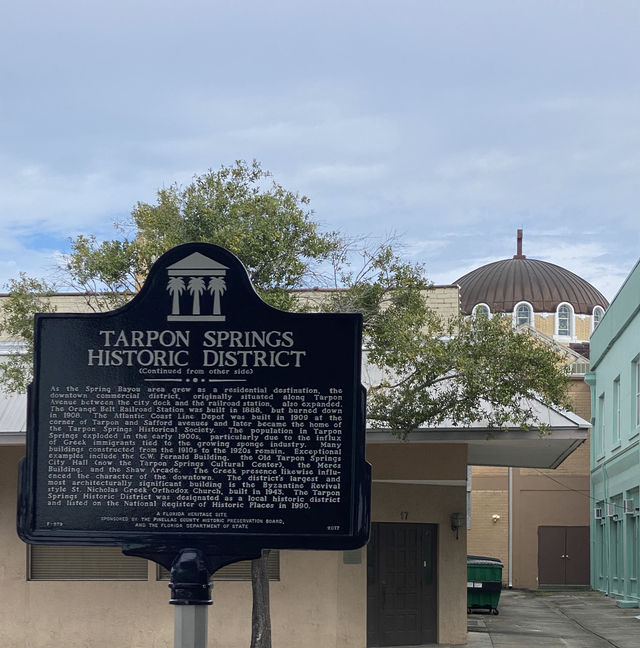 TARPON SPRINGS
HISTORIC DISTRICT
(Continued from other side)
As the Spring Bayou area grew as a residential destination, the
downtown commercial district, originally situated along Tarpon
Avenue between the city dock and the railroad station, also expanded.
The Orange Belt Railroad Station was built in 1888, but burned down
in 1908. The Atlantic Coast Line Depot was built in 1909 at the
corner of Tarpon and Safford avenues and later became the home of
the Tarpon Springs Historical Society. The population in Tarpon
Springs exploded in the early 1900s, particularly due to the influx
of Greek immigrants tied to the growing sponge industry. Many
buildings constructed from the 1910s to the 1920s remain. Exceptional
examples include the G.W. Fernald Building, the Old Tarpon Springs
City Hall (now the Tarpon Springs Cultural Center), the Meres
Building, and the Shaw Arcade. The Greek presence likewise influ-
enced the character of the downtown. The district's largest and
most architecturally significant building is the Byzantine Revival
style St. Nicholas Greek Orthodox Church, built in 1943. The Tarpon
Springs Historic District was designated as a local historic district
and listed on the National Register of Historic Places in 1990.
A FLORIDA HERITAGE SITE
SPONSORED BY THE PINELLAS COUNTY HISTORIC PRESERVATION BOARD,
F-979 AND THE FLORIDA DEPARTMENT OF STATE 2017
17